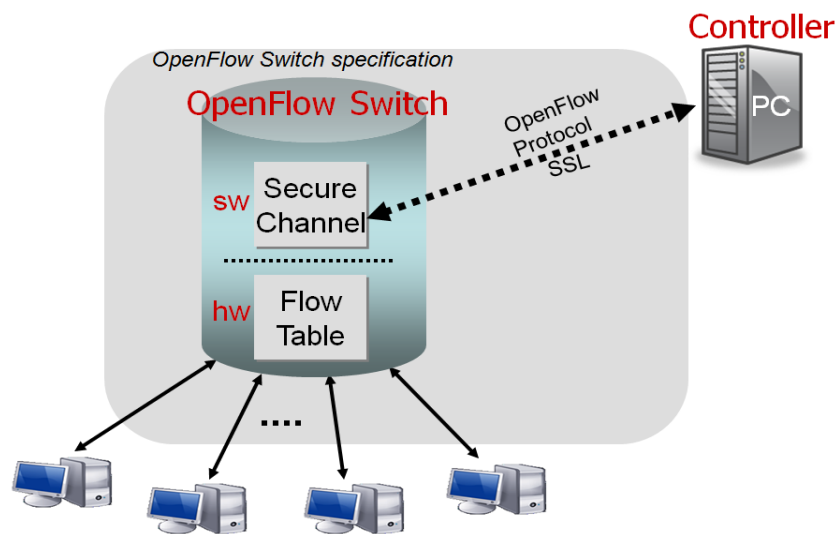 Controller
OpenFlow Switch specification
OpenFlow Switch
PC
OpenFlow
Protocol
SSL
sw
Secure
Channel
hw
Flow
Table